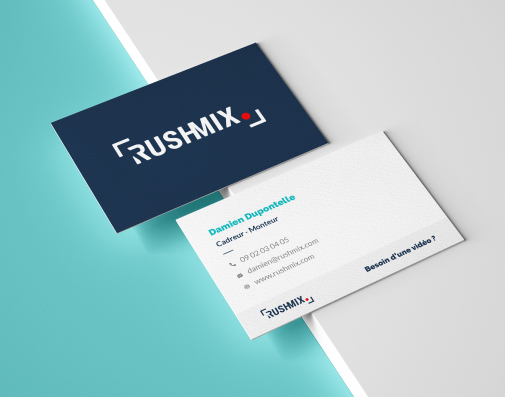 RUSHMIX
Damien Dupontelle
Cadreur - Monteur
09 02 03 04 05
damien@rushmix.com
www.rushmix.com
Besoin d'une vidéo ?
RUSHMIX